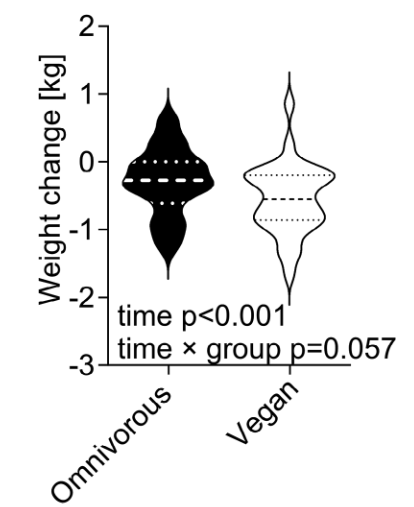 Weight change [kg]
2
1
0
-1
-2
-3
time p<0.001
time × group p=0.057
Omnivorous
Vegan